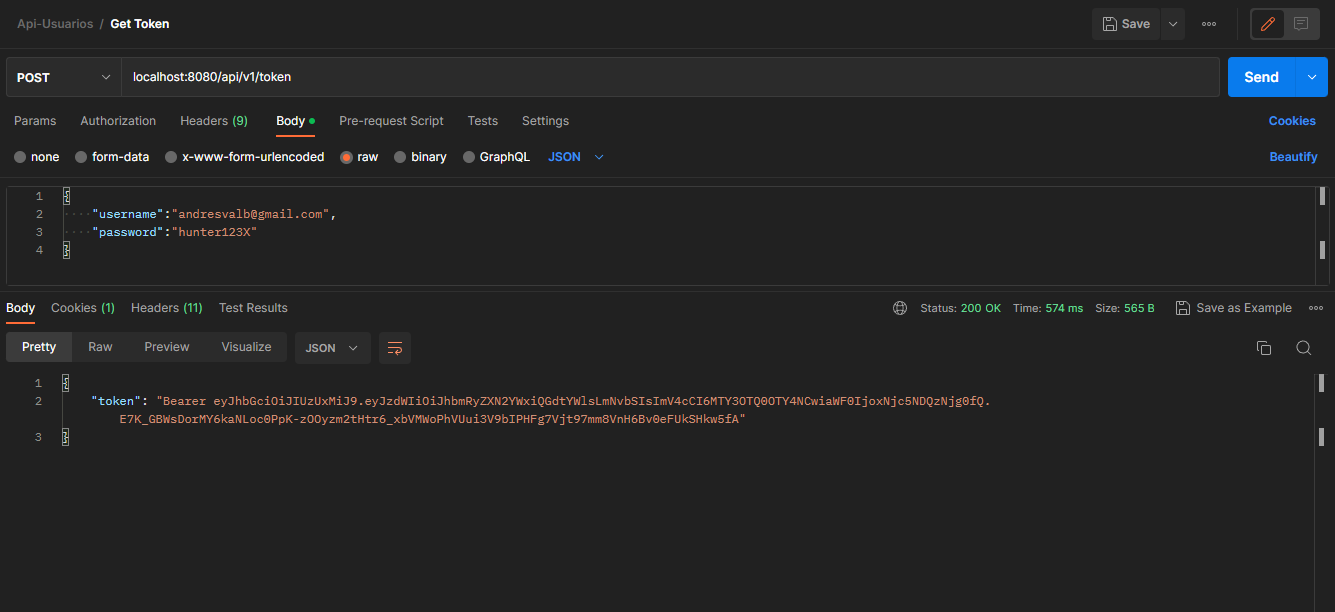 Api-Usuarios / Get Token
Save
POST
localhost:8080/api/v1/token
Send
Params Authorization Headers (9) Body Pre-request Script Tests Settings Cookies
none form-data x-www-form-urlencoded raw binary GraphQL JSON Beautify
1 {
2 "username":"andresvalb@gmail.com",
3 "password":"hunter123X"
4 }
Body Cookies (1) Headers (11) Test Results Status: 200 OK Time: 574 ms Size: 565 B Save as Example
Pretty Raw Preview Visualize JSON
1 {
2 "token": "Bearer eyJhbGciOiJIUzUxMiJ9.eyJzdWIiOiJhbmRyZXN2YWxiQGdtYWlsLmNvbSIsImV4cCI6MTY3OTQ0OTY4NCwiaWF0IjoxNjc5NDQzNjg0fQ.
E7K_GBWsDorMY6kaNLoc0PpK-zOOyzm2tHtr6_xbVMWoPhVUui3V9bIPHFg7Vjt97mm8VnH6Bv0eFUkSHkw5fA"
3 }